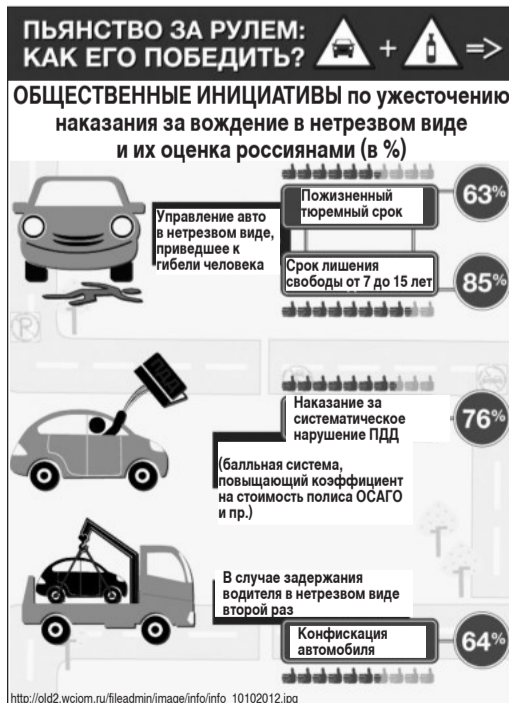 ПЬЯНСТВО ЗА РУЛЕМ:
КАК ЕГО ПОБЕДИТЬ?
+
=>
ОБЩЕСТВЕННЫЕ ИНИЦИАТИВЫ по ужесточению
наказания за вождение в нетрезвом виде
и их оценка россиянами (в %)
Управление авто
в нетрезвом виде,
приведшее к
гибели человека
Пожизненный
тюремный срок
63%
Срок лишения
свободы от 7 до 15 лет
85%
P
ПДД
Наказание за
систематическое
нарушение ПДД
76%
(балльная система,
повыщающий коэффициент
на стоимость полиса ОСАГО
и пр.)
В случае задержания
водителя в нетрезвом виде
второй раз
Конфискация
автомобиля
64%
http://old2.wciom.ru/fileadmin/image/info/info_10102012.jpg